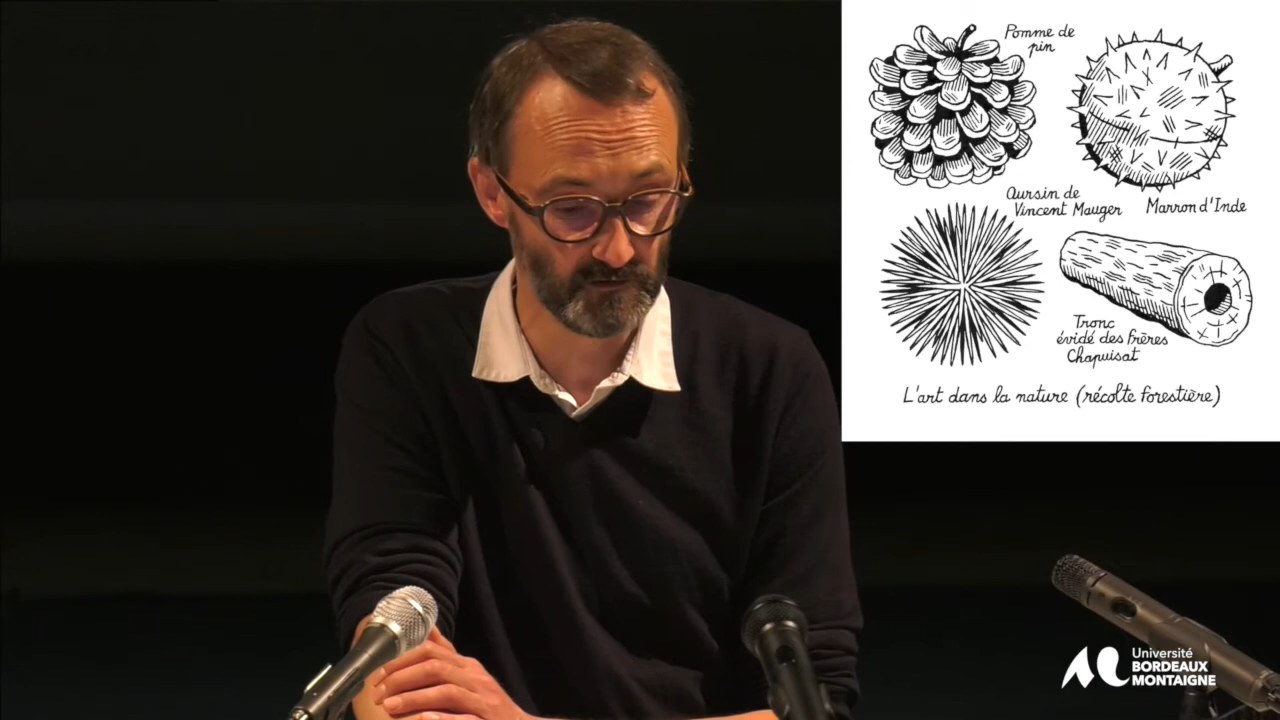 Pomme de
pin
Oursin de
Vincent Mauger
Marron d'Inde
Tronc
évidé des frères
Chapuisat
L'art dans la nature (récolte forestière)
Université
BORDEAUX
MONTAIGNE